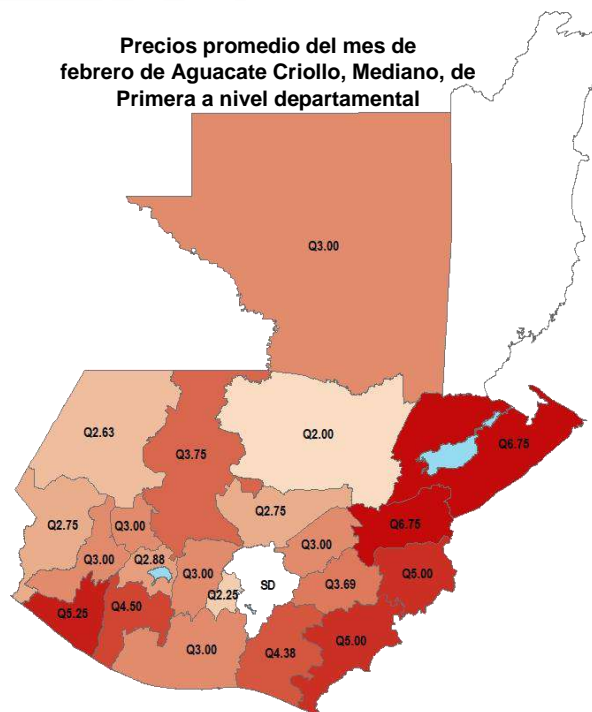 Precios promedio del mes de
febrero de Aguacate Criollo, Mediano, de
Primera a nivel departamental
Q3.00
Q2.63
Q3.75
Q2.00
Q6.75
Q2.75
Q3.00
Q2.75
Q6.75
Q3.00
Q2.88
Q3.00
Q3.00
Q5.00
Q2.25
SD
Q3.69
Q5.25
Q4.50
Q3.00
Q4.38
Q5.00